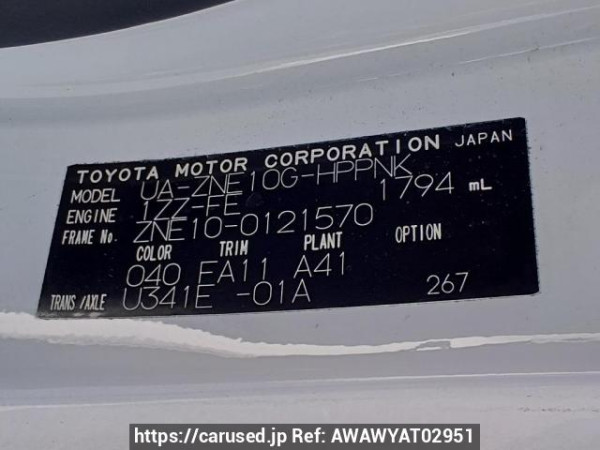 TOYOTA MOTOR CORPORATION JAPAN
MODEL UA-ZNE10G-HPPNK
ENGINE 1ZZ-FE 1794 mL
FRAME No. ZNE10-0121570
COLOR TRIM PLANT OPTION
040 FA11 A41
TRANS/AXLE U341E -01A 267
https://carused.jp Ref: AWAWYAT02951